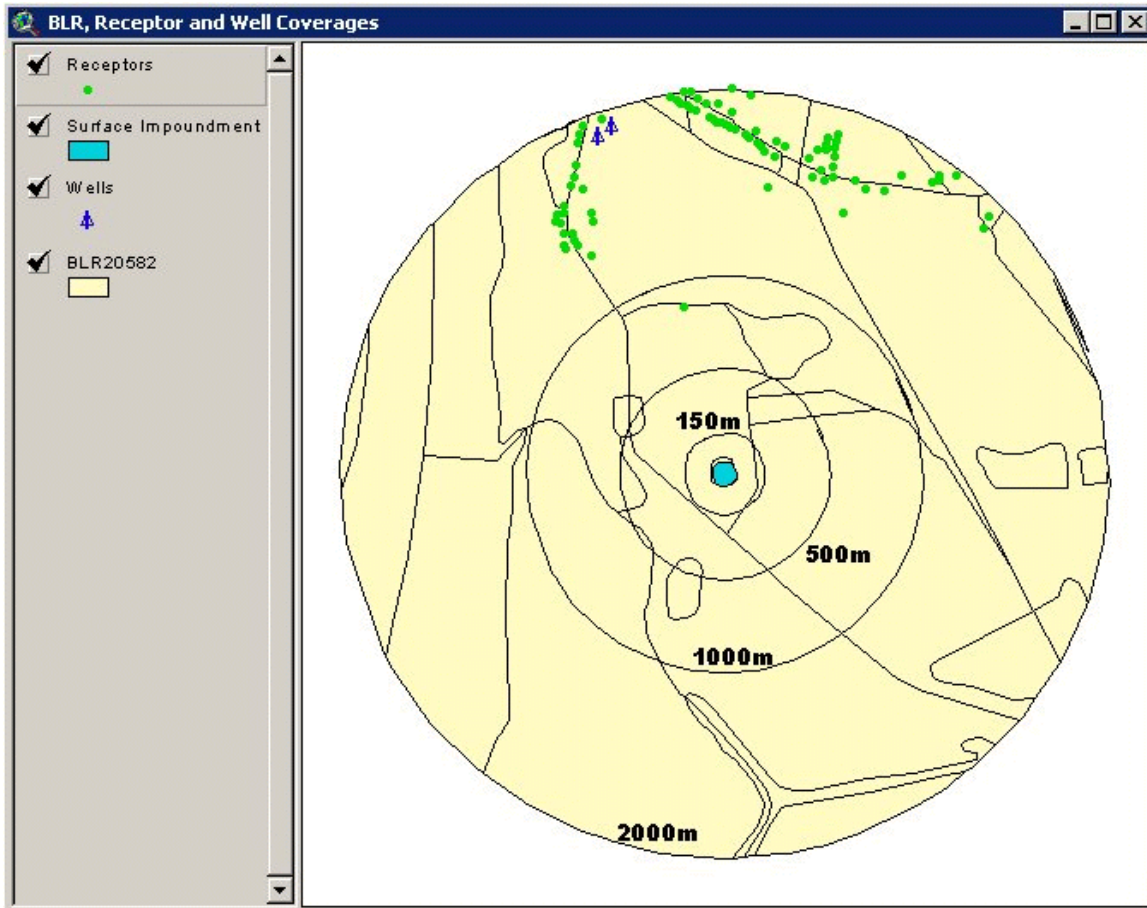 BLR, Receptor and Well Coverages
Receptors
Surface Impoundment
Wells
BLR20582
150m
500m
1000m
2000m